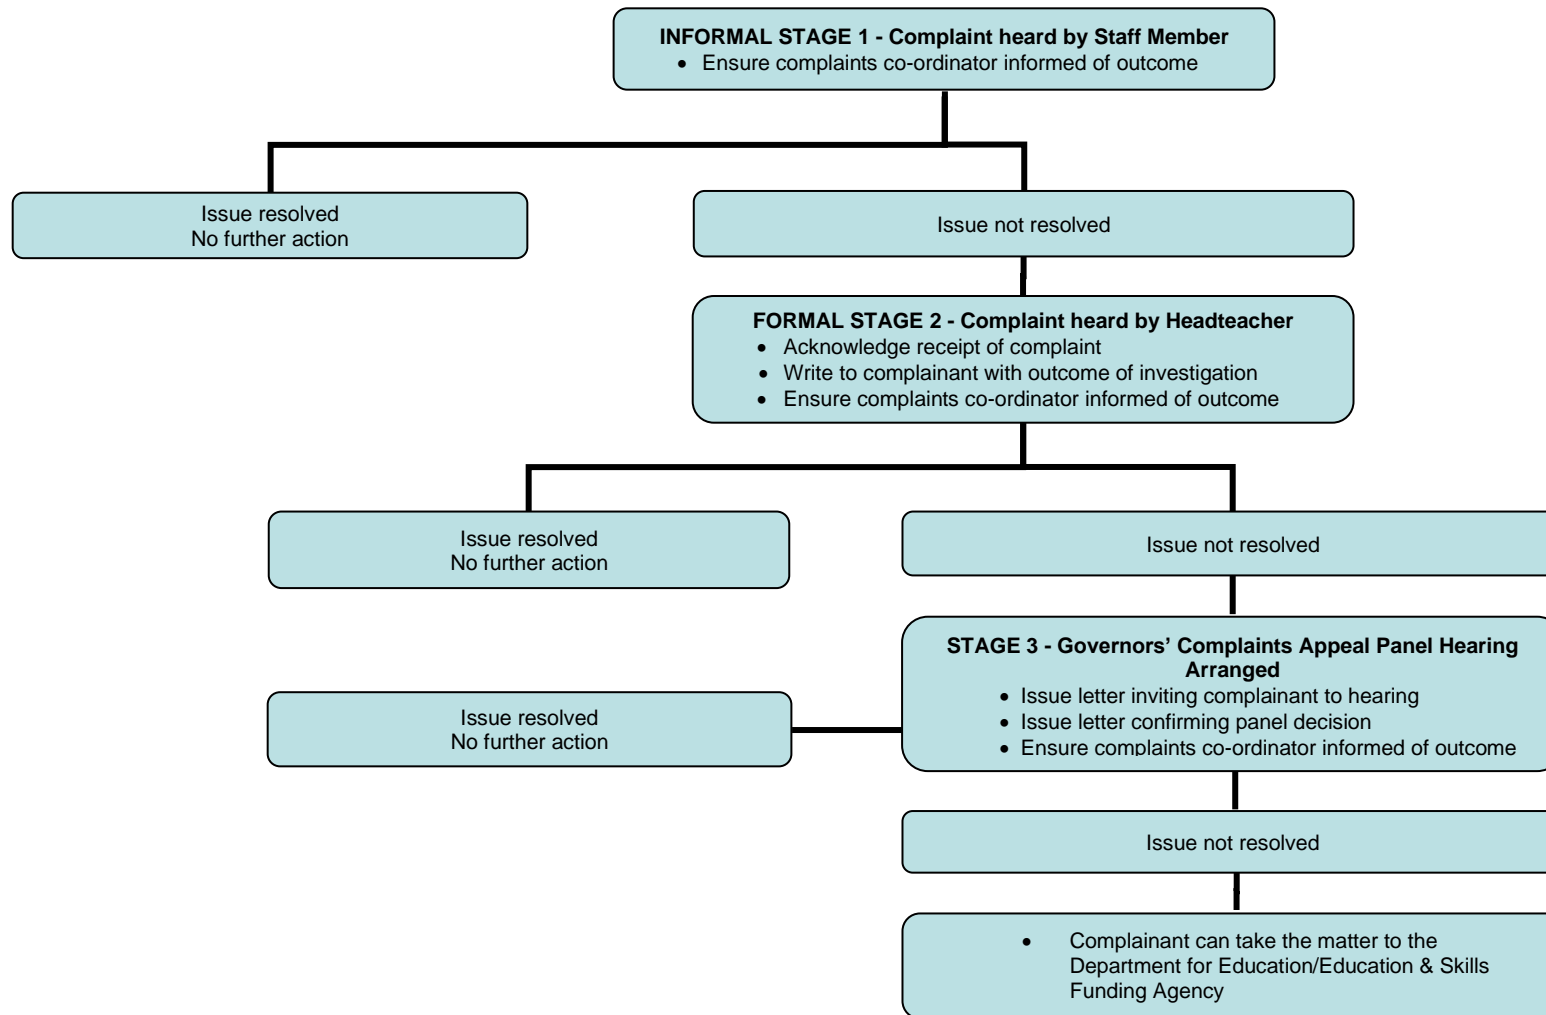 INFORMAL STAGE 1 - Complaint heard by Staff Member
• Ensure complaints co-ordinator informed of outcome
Issue resolved
No further action
Issue not resolved
FORMAL STAGE 2 - Complaint heard by Headteacher
• Acknowledge receipt of complaint
• Write to complainant with outcome of investigation
• Ensure complaints co-ordinator informed of outcome
Issue resolved
No further action
Issue not resolved
STAGE 3 - Governors’ Complaints Appeal Panel Hearing
Arranged
• Issue letter inviting complainant to hearing
• Issue letter confirming panel decision
• Ensure complaints co-ordinator informed of outcome
Issue resolved
No further action
Issue not resolved
• Complainant can take the matter to the
Department for Education/Education & Skills
Funding Agency